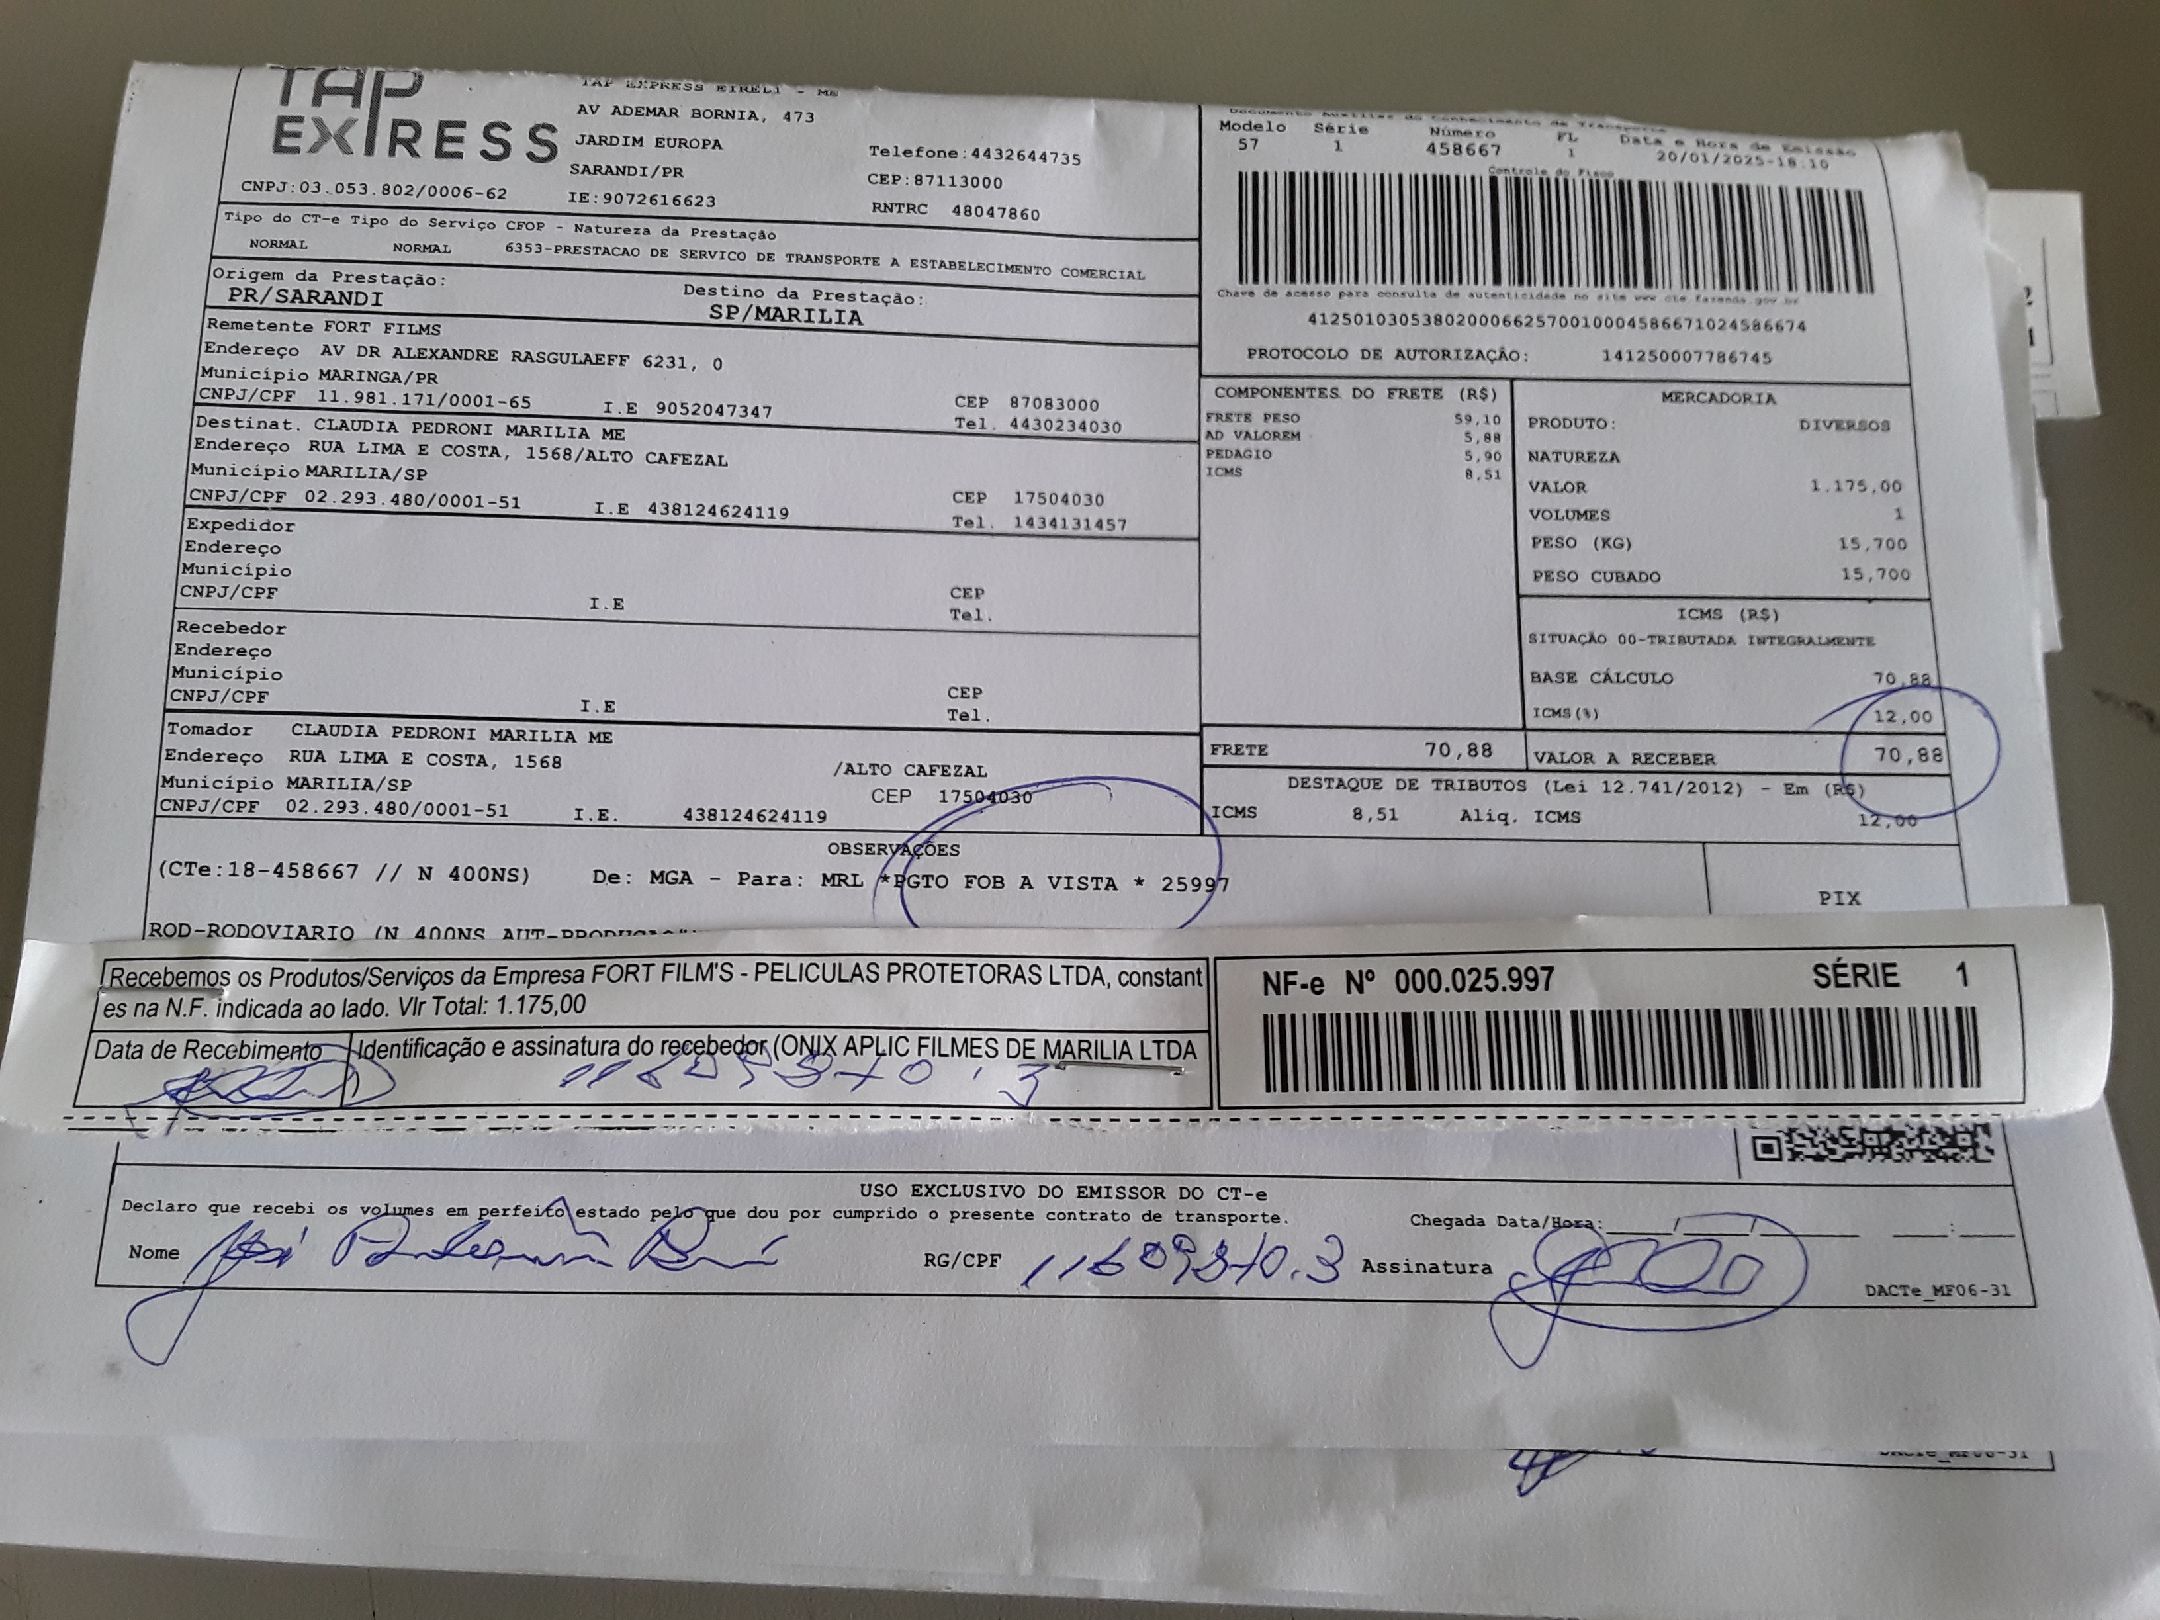 TAP
EXPRESS
TAP EXPRESS EIRELI - ME
AV ADEMAR BORNIA, 473
JARDIM EUROPA
SARANDI/PR
Telefone:4432644735
CEP:87113000
CNPJ:03.053.802/0006-62 IE:9072616623 RNTRC 48047860
Tipo do CT-e Tipo do Serviço CFOP - Natureza da Prestação
NORMAL NORMAL 6353-PRESTACAO DE SERVICO DE TRANSPORTE A ESTABELECIMENTO COMERCIAL
Origem da Prestação: Destino da Prestação:
PR/SARANDI SP/MARILIA
Remetente FORT FILMS
Endereço AV DR ALEXANDRE RASGULAEFF 6231, 0
Município MARINGA/PR CEP 87083000
CNPJ/CPF 11.981.171/0001-65 I.E 9052047347 Tel. 4430234030
Destinat. CLAUDIA PEDRONI MARILIA ME
Endereço RUA LIMA E COSTA, 1568/ALTO CAFEZAL
Município MARILIA/SP CEP 17504030
CNPJ/CPF 02.293.480/0001-51 I.E 438124624119 Tel. 1434131457
Expedidor
Endereço
Município CEP
CNPJ/CPF I.E Tel.
Recebedor
Endereço
Município CEP
CNPJ/CPF I.E Tel.
Tomador CLAUDIA PEDRONI MARILIA ME
Endereço RUA LIMA E COSTA, 1568 /ALTO CAFEZAL
Município MARILIA/SP CEP 17504030
CNPJ/CPF 02.293.480/0001-51 I.E. 438124624119
Documento Auxiliar do Conhecimento de Transporte
Modelo Série Número FL Data e Hora de Emissão
57 1 458667 1 20/01/2025-18.10
Controle do Fisco
Chave de acesso para consulta de autenticidade no site www cte fazenda.gov.br
41250103053802000662570010004586671024586674
PROTOCOLO DE AUTORIZAÇÃO: 141250007786745
COMPONENTES DO FRETE (R$)
FRETE PESO 59,10
AD VALOREM 5,88
PEDAGIO 5,90
ICMS 8,51
MERCADORIA
PRODUTO: DIVERSOS
NATUREZA
VALOR 1.175,00
VOLUMES 1
PESO (KG) 15,700
PESO CUBADO 15,700
ICMS (R$)
SITUAÇÃO 00-TRIBUTADA INTEGRALMENTE
BASE CÁLCULO 70,88
ICMS(%) 12,00
FRETE 70,88 VALOR A RECEBER 70,88
DESTAQUE DE TRIBUTOS (Lei 12.741/2012) - Em (R$)
ICMS 8,51 Aliq. ICMS 12,00
OBSERVAÇÕES
(CTe:18-458667 // N 400NS) De: MGA - Para: MRL *PGTO FOB A VISTA * 25997
PIX
ROD-RODOVIARIO (N 400NS AUT-PRODUCAO
Recebemos os Produtos/Serviços da Empresa FORT FILM'S - PELICULAS PROTETORAS LTDA, constant
es na N.F. indicada ao lado. Vlr Total: 1.175,00
Data de Recebimento Identificação e assinatura do recebedor (ONIX APLIC FILMES DE MARILIA LTDA
NF-e Nº 000.025.997 SÉRIE 1
USO EXCLUSIVO DO EMISSOR DO CT-e
Declaro que recebi os volumes em perfeito estado pelo que dou por cumprido o presente contrato de transporte. Chegada Data/Hora:____/____/____ ___:___
Nome José RG/CPF Assinatura
DACTe_MF06-31
DACTe_MF06-31